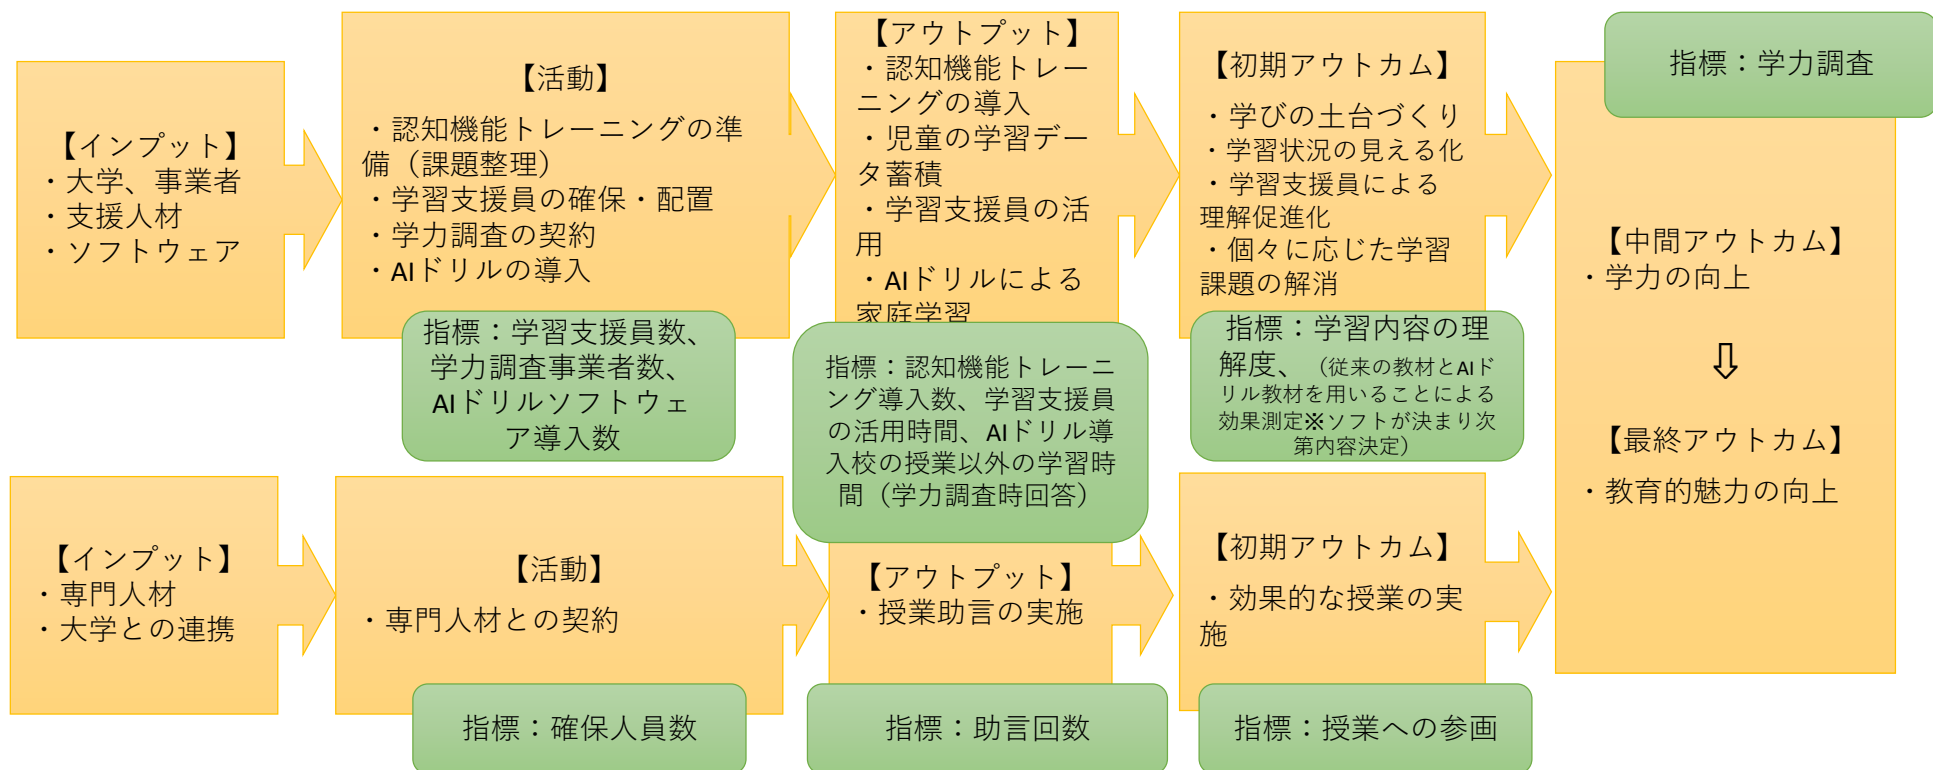 【インプット】
・大学、事業者
・支援人材
・ソフトウェア
【活動】
・認知機能トレーニングの準
備（課題整理）
・学習支援員の確保・配置
・学力調査の契約
・AIドリルの導入
指標：学習支援員数、
学力調査事業者数、
AIドリルソフトウェ
ア導入数
【アウトプット】
・認知機能トレー
ニングの導入
・児童の学習デー
タ蓄積
・学習支援員の活
用
・AIドリルによる
家庭学習
指標：認知機能トレーニ
ング導入数、学習支援員
の活用時間、AIドリル導
入校の授業以外の学習時
間（学力調査時回答）
【初期アウトカム】
・学びの土台づくり
・学習状況の見える化
・学習支援員による
理解促進化
・個々に応じた学習
課題の解消
指標：学習内容の理
解度、（従来の教材とAIド
リル教材を用いることによる
効果測定※ソフトが決まり次
第内容決定）
指標：学力調査
【中間アウトカム】
・学力の向上
⇩
【最終アウトカム】
・教育的魅力の向上
【インプット】
・専門人材
・大学との連携
【活動】
・専門人材との契約
指標：確保人員数
【アウトプット】
・授業助言の実施
指標：助言回数
【初期アウトカム】
・効果的な授業の実
施
指標：授業への参画